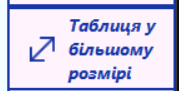 Таблиця у
більшому
розмірі